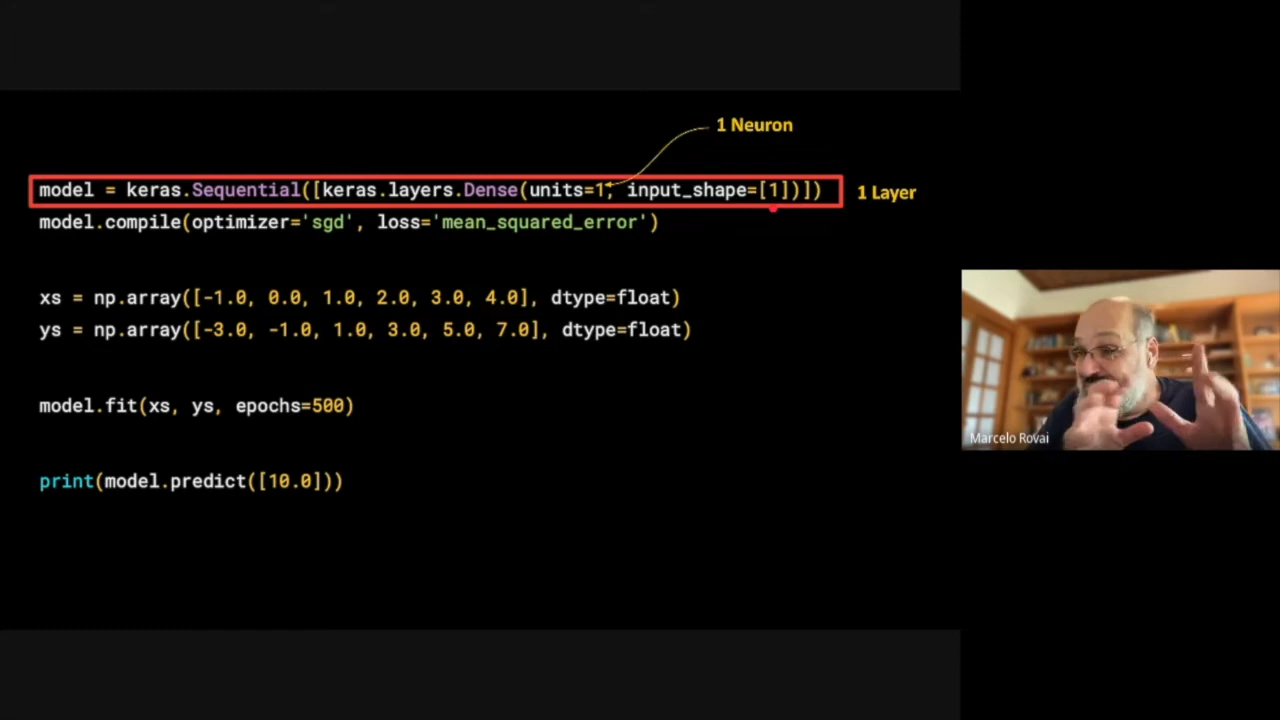 1 Neuron
model = keras.Sequential([keras.layers.Dense(units=1, input_shape=[1])])
1 Layer
model.compile(optimizer='sgd', loss='mean_squared_error')
xs = np.array([-1.0, 0.0, 1.0, 2.0, 3.0, 4.0], dtype=float)
ys = np.array([-3.0, -1.0, 1.0, 3.0, 5.0, 7.0], dtype=float)
model.fit(xs, ys, epochs=500)
Marcelo Rovai
print(model.predict([10.0]))